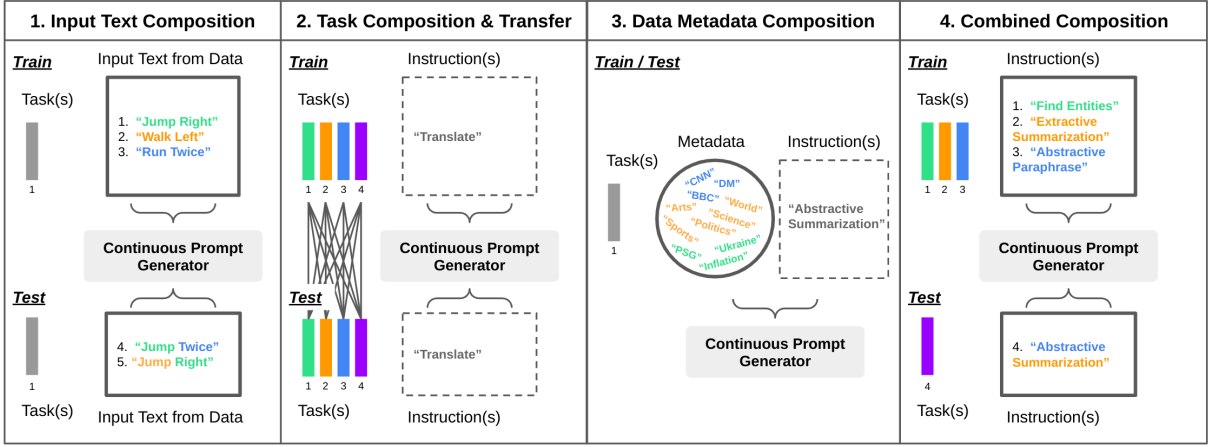 1. Input Text Composition
Train
Input Text from Data
Task(s)
1. “Jump Right”
2. “Walk Left”
3. “Run Twice”
1
Continuous Prompt
Generator
Test
4. “Jump Twice”
5. “Jump Right”
1
Task(s)
Input Text from Data
2. Task Composition & Transfer
Train
Instruction(s)
Task(s)
“Translate”
1 2 3 4
Continuous Prompt
Generator
Test
“Translate”
1 2 3 4
Task(s)
Instruction(s)
3. Data Metadata Composition
Train / Test
Task(s)
Metadata
Instruction(s)
1
“CNN”
“DM”
“BBC”
“World”
“Arts”
“Science”
“Sports”
“Politics”
“Ukraine”
“PSG”
“Inflation”
“Abstractive
Summarization”
Continuous Prompt
Generator
4. Combined Composition
Train
Instruction(s)
Task(s)
1. “Find Entities”
2. “Extractive
Summarization”
3. “Abstractive
Paraphrase”
1 2 3
Continuous Prompt
Generator
Test
4. “Abstractive
Summarization”
4
Task(s)
Instruction(s)